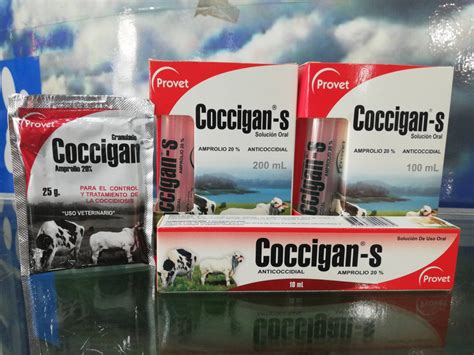 Provet
Granulado
Coccigan
Amprolio 20%
25 g.
PARA EL CONTROL
Y TRATAMIENTO DE
LA COCCIDIOSIS
"USO VETERINARIO"
Provet
Coccigan-s
Solución Oral
AMPROLIO 20 %
ANTICOCCIDIAL
200 mL
Coccigan-s
Provet
Coccigan-s
Solución Oral
AMPROLIO 20 %
ANTICOCCIDIAL
100 mL
Coccigan-s
Coccigan-s
ANTICOCCIDIAL
AMPROLIO 20 %
10 mL
Solución De Uso Oral
Provet